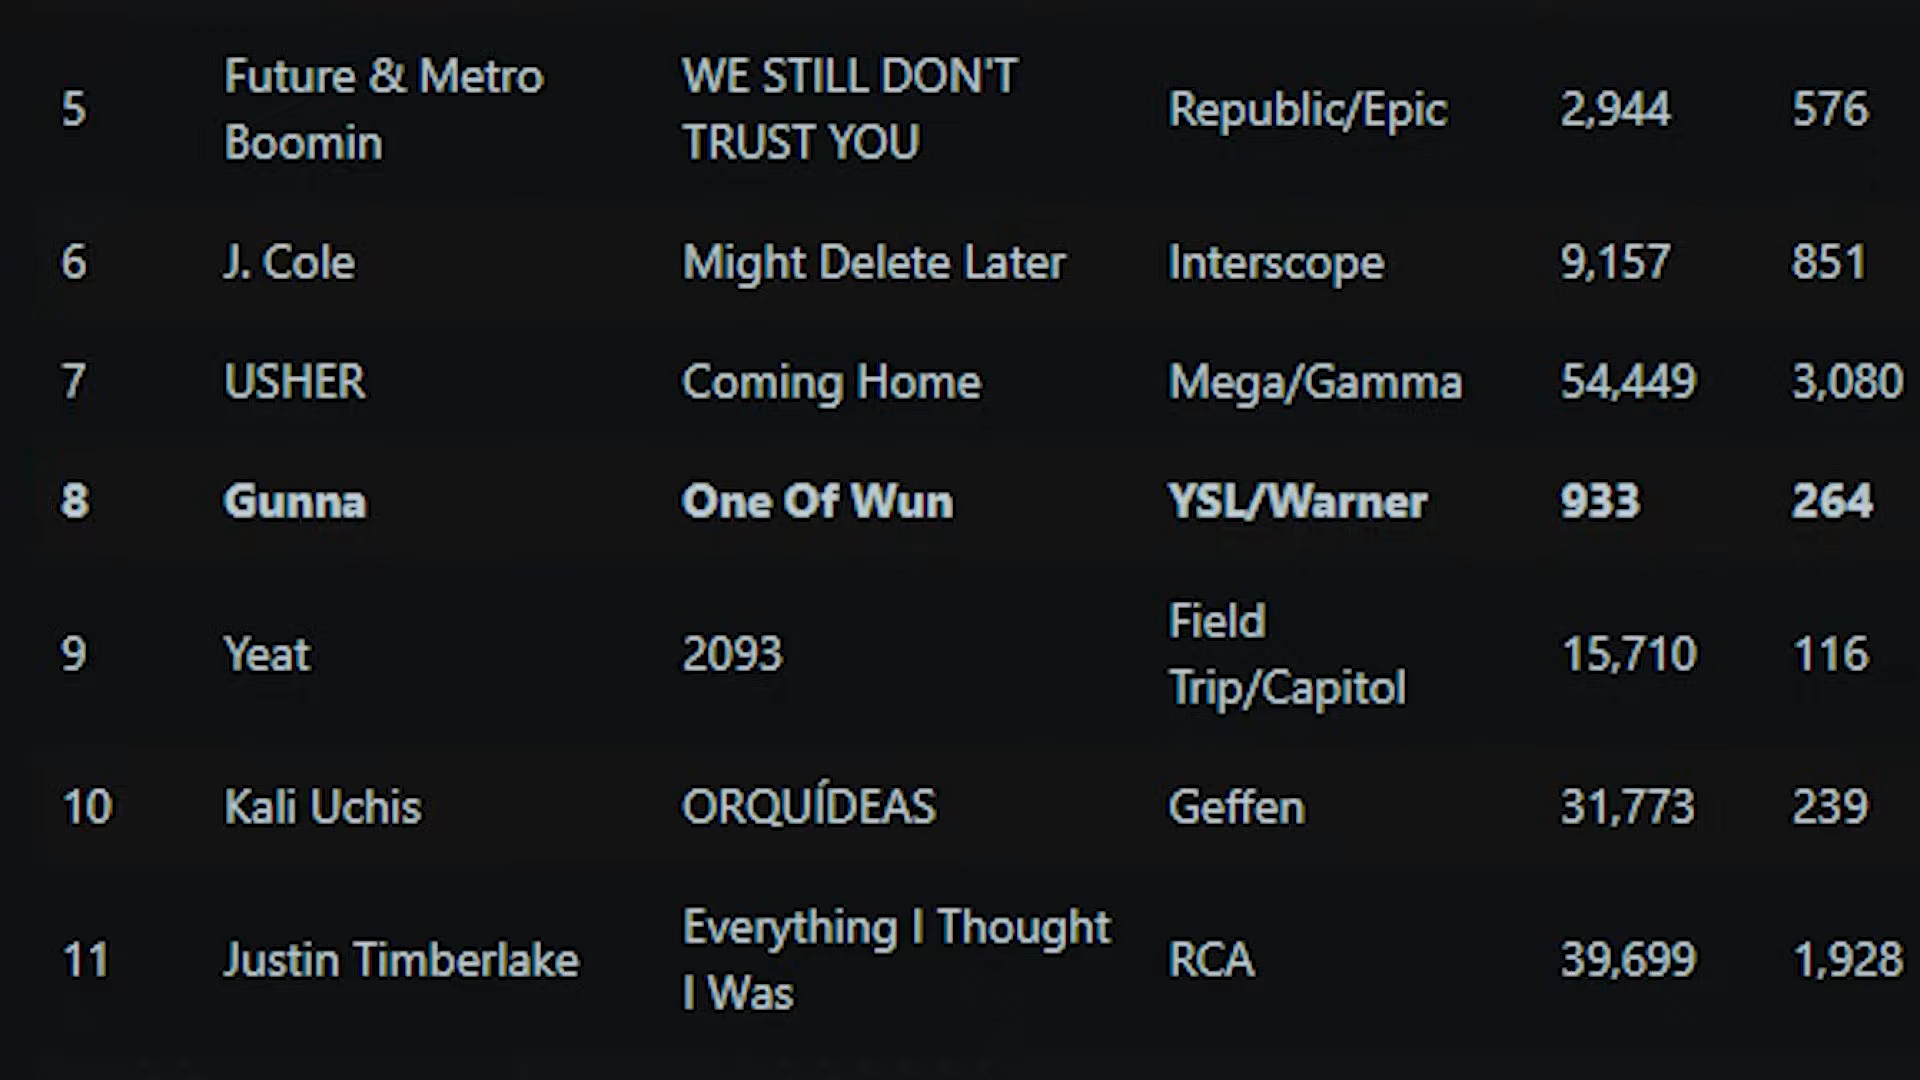 5 Future & Metro Boomin WE STILL DON'T TRUST YOU Republic/Epic 2,944 576
6 J. Cole Might Delete Later Interscope 9,157 851
7 USHER Coming Home Mega/Gamma 54,449 3,080
8 Gunna One Of Wun YSL/Warner 933 264
9 Yeat 2093 Field Trip/Capitol 15,710 116
10 Kali Uchis ORQUÍDEAS Geffen 31,773 239
11 Justin Timberlake Everything I Thought I Was RCA 39,699 1,928